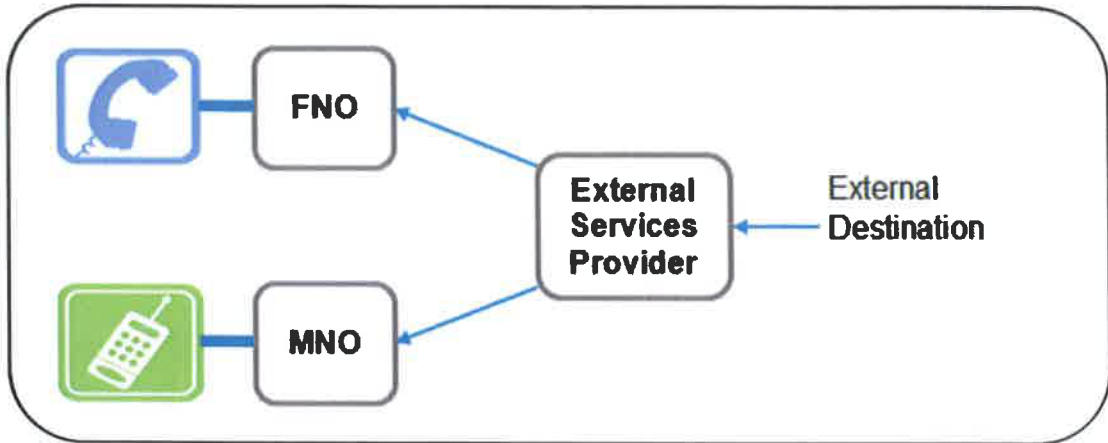 FNO
External
Services
Provider
External
Destination
MNO